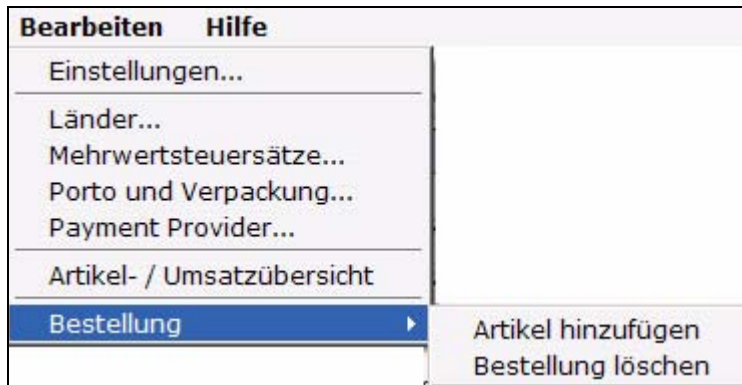 Bearbeiten Hilfe
Einstellungen...
Länder...
Mehrwertsteuersätze...
Porto und Verpackung...
Payment Provider...
Artikel- / Umsatzübersicht
Bestellung
Artikel hinzufügen
Bestellung löschen